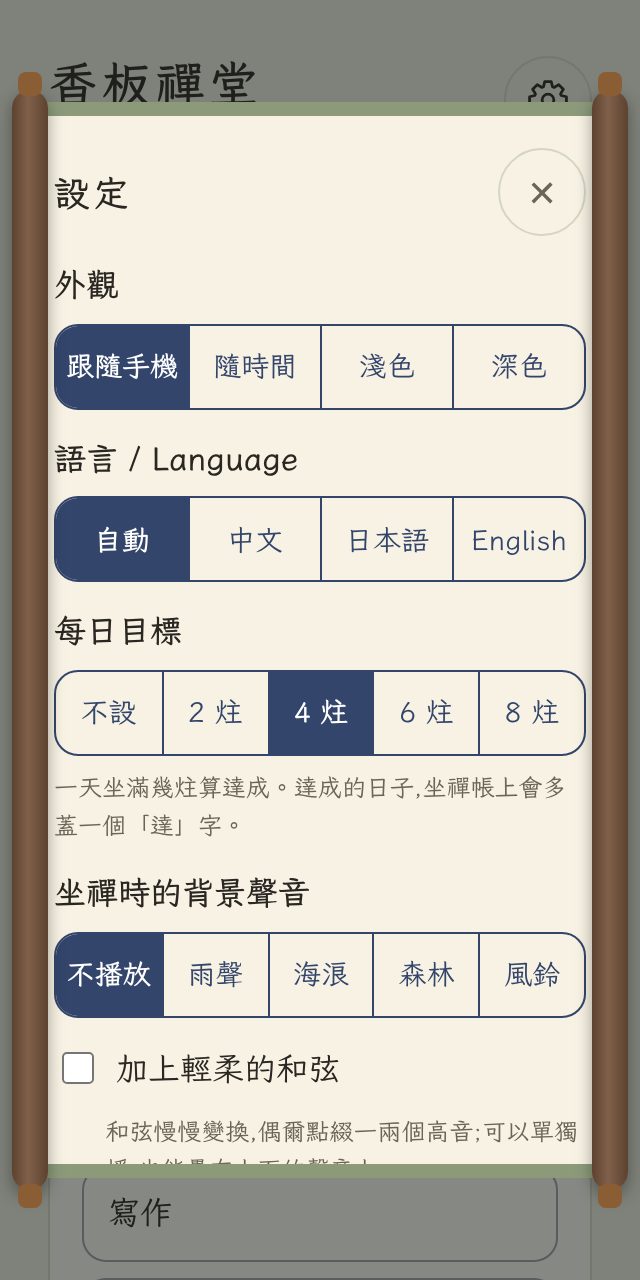 香板禪堂
設定
外觀
跟隨手機
隨時間
淺色
深色
語言 / Language
自動
中文
日本語
English
每日目標
不設
2 炷
4 炷
6 炷
8 炷
一天坐滿幾炷算達成。達成的日子,坐禪帳上會多
蓋一個「達」字。
坐禪時的背景聲音
不播放
雨聲
海浪
森林
風鈴
加上輕柔的和弦
和弦慢慢變換,偶爾點綴一兩個高音;可以單獨
寫作